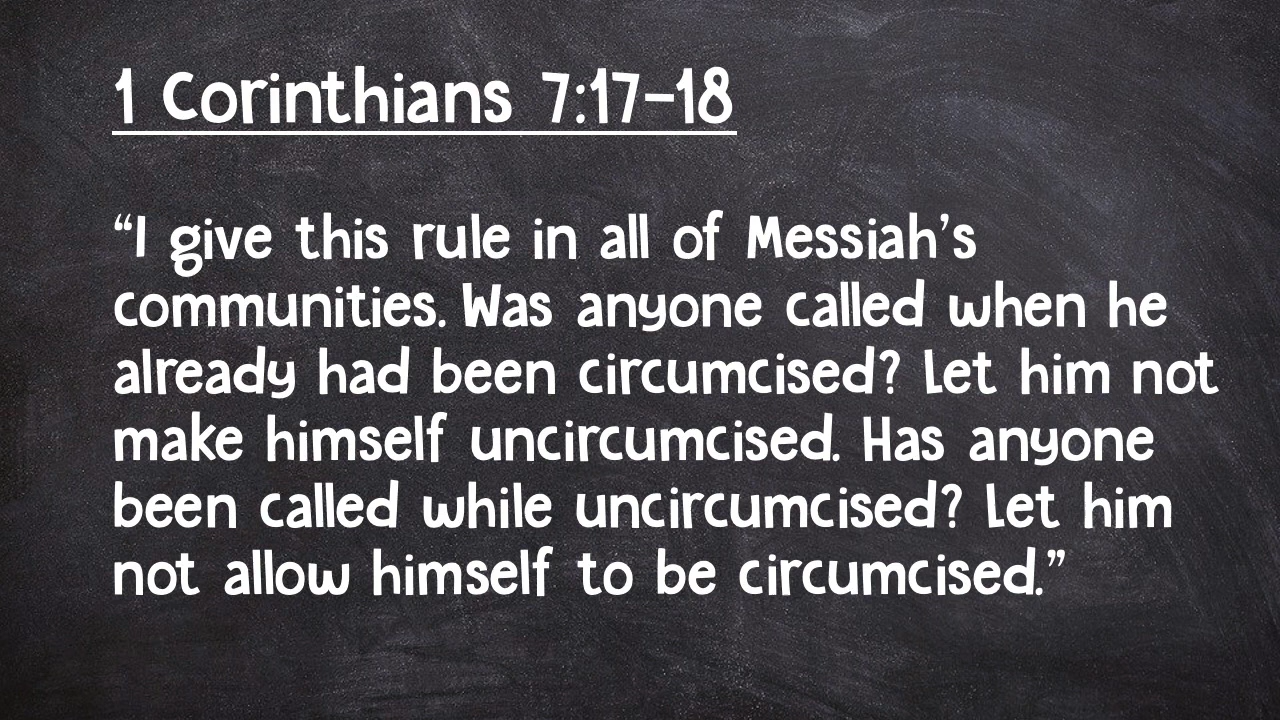 1 Corinthians 7:17-18
“I give this rule in all of Messiah’s
communities. Was anyone called when he
already had been circumcised? Let him not
make himself uncircumcised. Has anyone
been called while uncircumcised? Let him
not allow himself to be circumcised.”